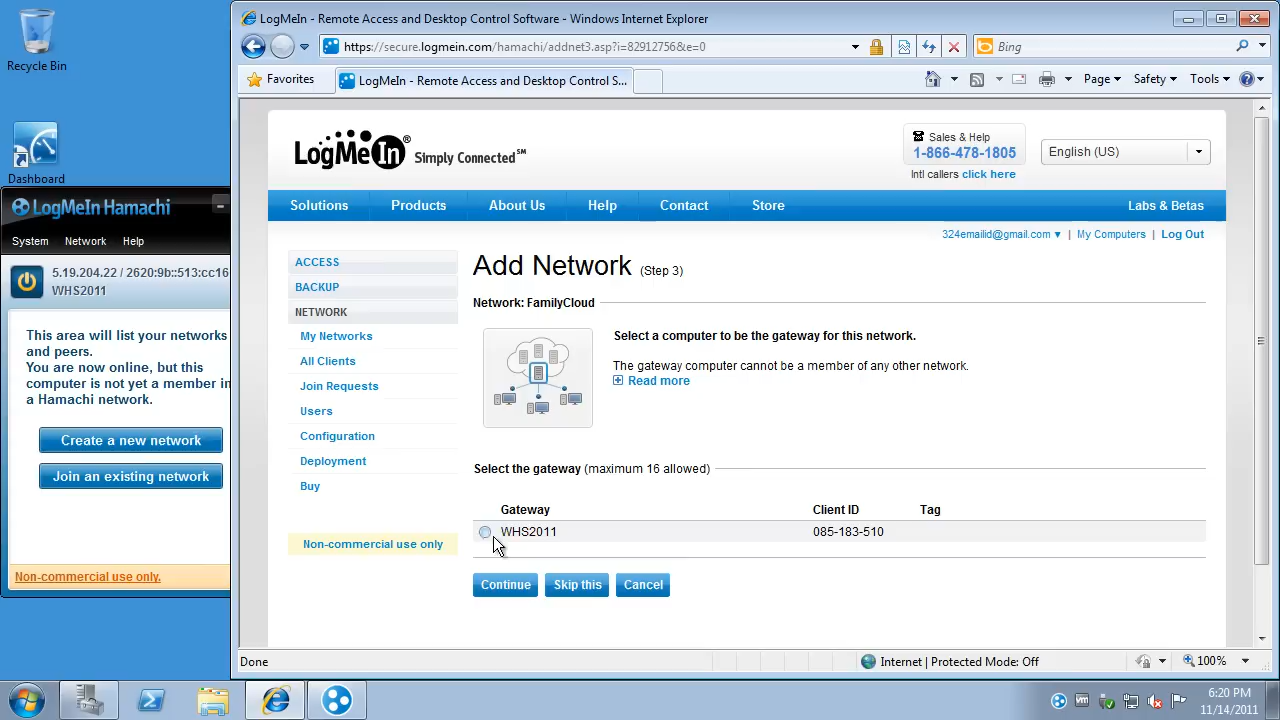 Recycle Bin
Dashboard
LogMeIn Hamachi
System Network Help
5.19.204.22 / 2620:9b::513:cc16
WHS2011
This area will list your networks
and peers.
You are now online, but this
computer is not yet a member in
a Hamachi network.
Create a new network
Join an existing network
Non-commercial use only.
LogMeIn - Remote Access and Desktop Control Software - Windows Internet Explorer
https://secure.logmein.com/hamachi/addnet3.asp?i=82912756&e=0
Bing
Favorites
LogMeIn - Remote Access and Desktop Control S...
Page Safety Tools
LogMeIn® Simply Connected℠
Sales & Help
1-866-478-1805
Intl callers click here
English (US)
Solutions Products About Us Help Contact Store Labs & Betas
324emailid@gmail.com | My Computers | Log Out
ACCESS
BACKUP
NETWORK
My Networks
All Clients
Join Requests
Users
Configuration
Deployment
Buy
Non-commercial use only
Add Network (Step 3)
Network: FamilyCloud
Select a computer to be the gateway for this network.
The gateway computer cannot be a member of any other network.
Read more
Select the gateway (maximum 16 allowed)
Gateway Client ID Tag
WHS2011 085-183-510
Continue Skip this Cancel
Done
Internet | Protected Mode: Off
100%
6:20 PM
11/14/2011